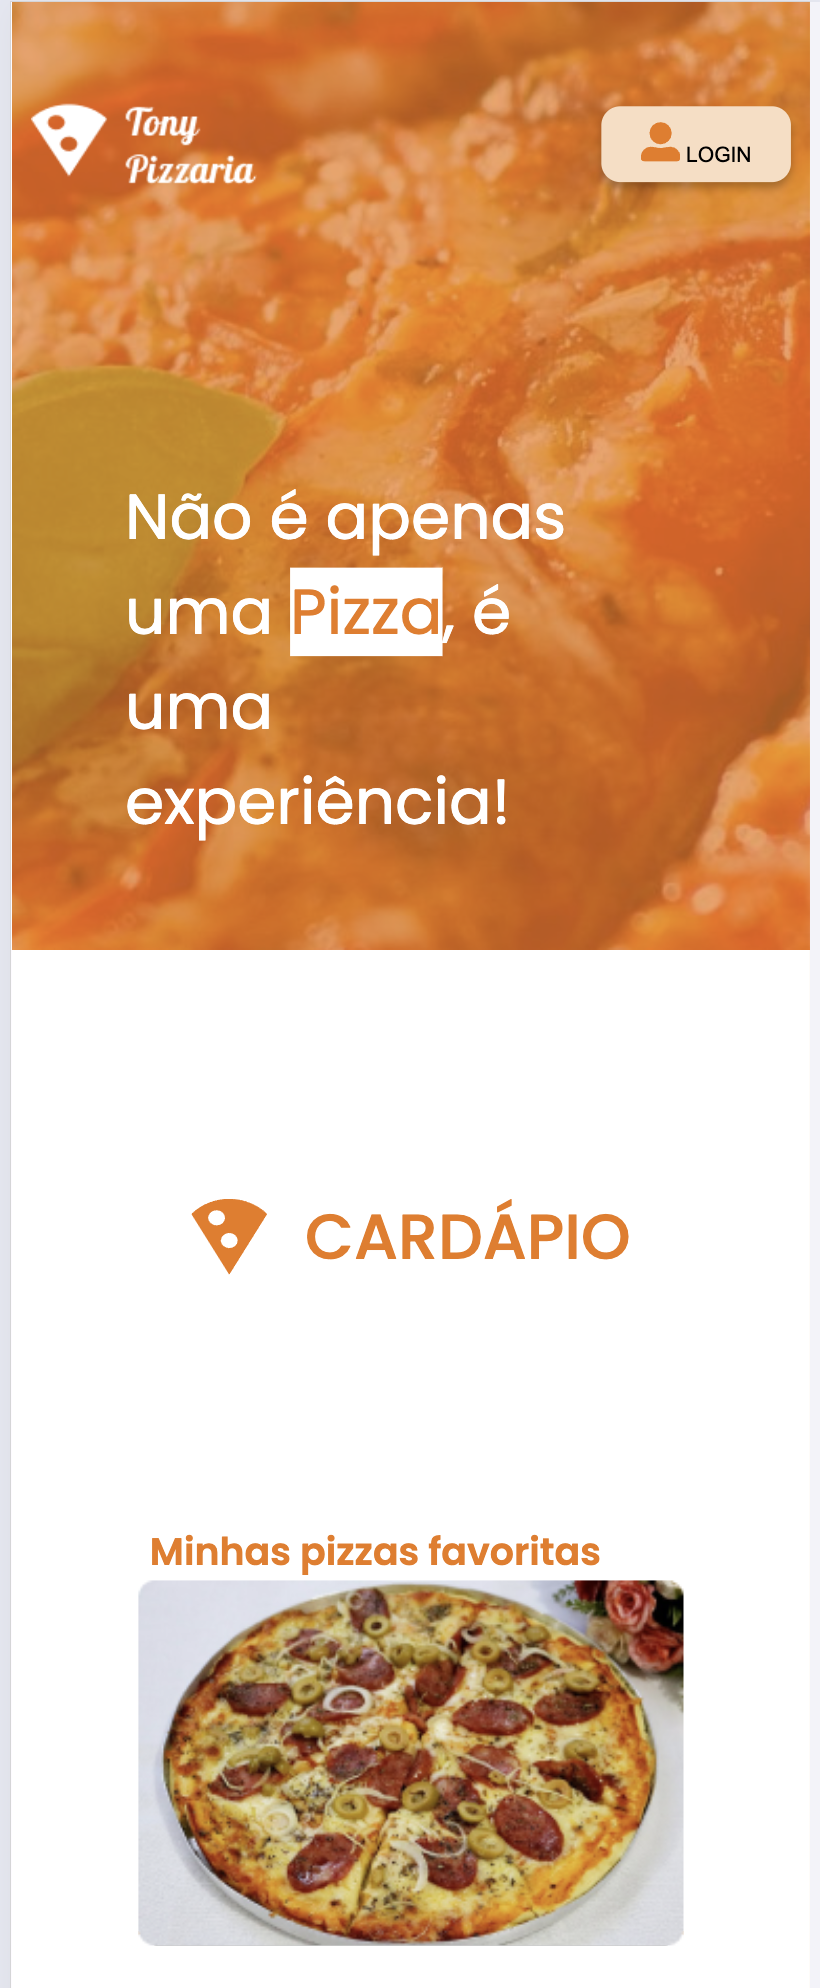 Tony
Pizzaria
LOGIN
Não é apenas
uma Pizza, é
uma
experiência!
CARDÁPIO
Minhas pizzas favoritas